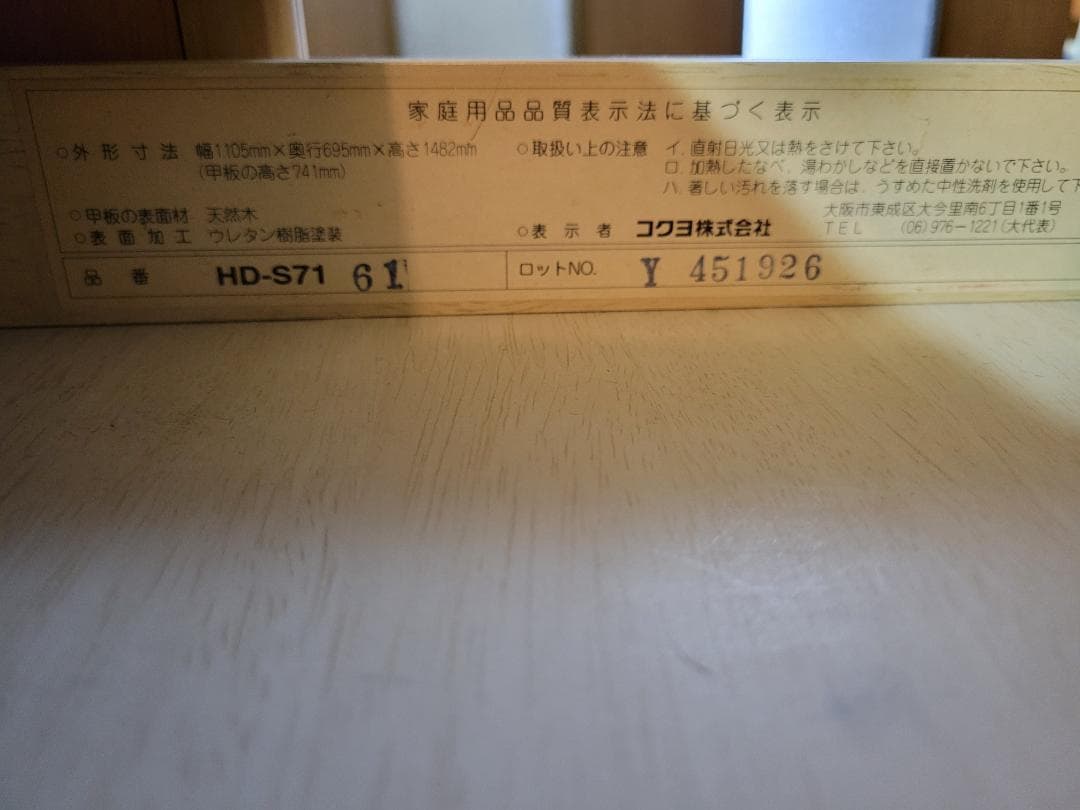 家庭用品品質表示法に基づく表示
○外形寸法 幅1105mm×奥行695mm×高さ1482mm
(甲板の高さ741mm)
○甲板の表面材 天然木
○表面加工 ウレタン樹脂塗装
○取扱い上の注意 イ.直射日光又は熱をさけて下さい。
ロ.加熱したなべ、湯わかしなどを直接置かないで下さい。
ハ.著しい汚れを落す場合は、うすめた中性洗剤を使用して下
○表示者 コクヨ株式会社
大阪市東成区大今里南6丁目1番1号
TEL (06)976-1221(大代表)
品番 HD-S71 61
ロットNO. Y 451926